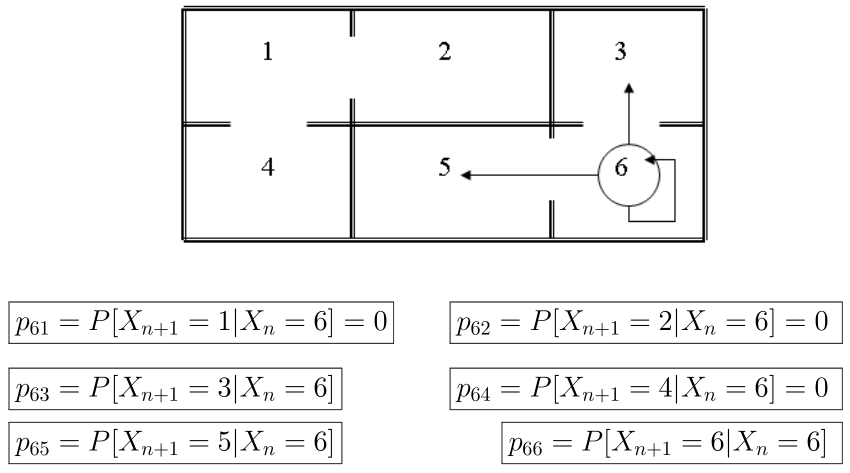 1 2 3
4 5 6
p_{61} = P[X_{n+1} = 1|X_n = 6] = 0
p_{62} = P[X_{n+1} = 2|X_n = 6] = 0
p_{63} = P[X_{n+1} = 3|X_n = 6]
p_{64} = P[X_{n+1} = 4|X_n = 6] = 0
p_{65} = P[X_{n+1} = 5|X_n = 6]
p_{66} = P[X_{n+1} = 6|X_n = 6]